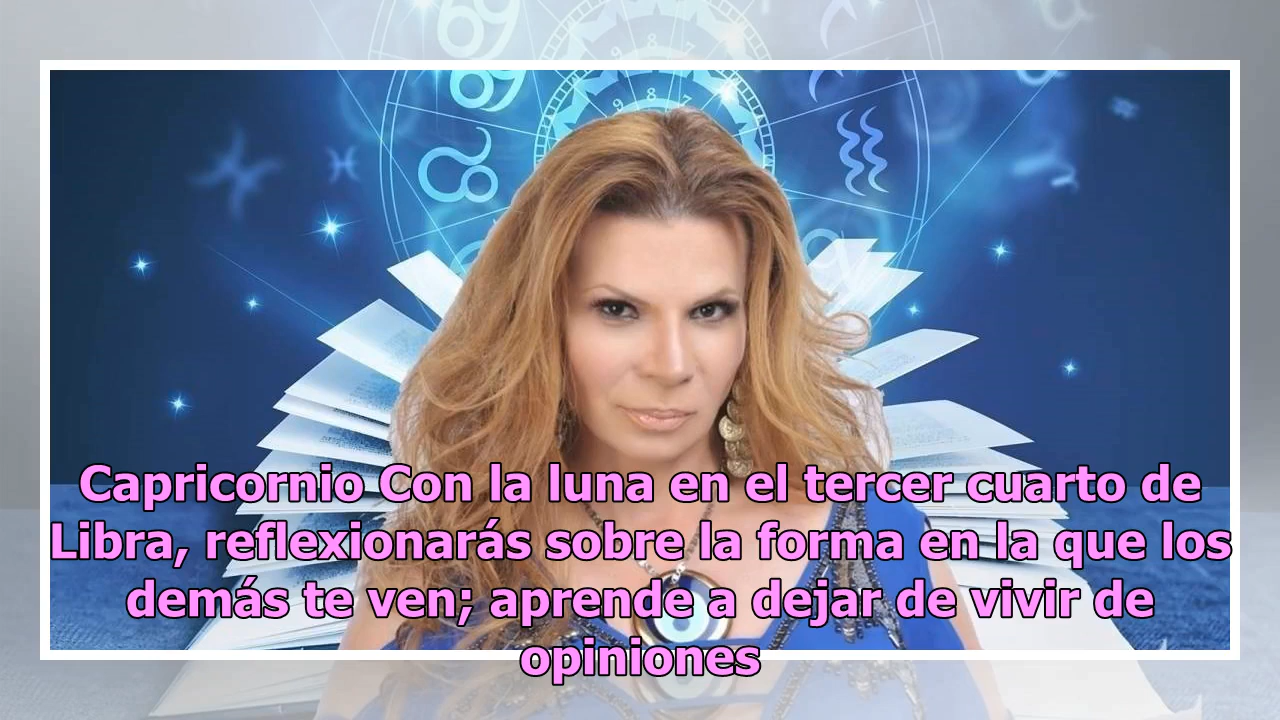 Capricornio Con la luna en el tercer cuarto de
Libra, reflexionarás sobre la forma en la que los
demás te ven; aprende a dejar de vivir de
opiniones